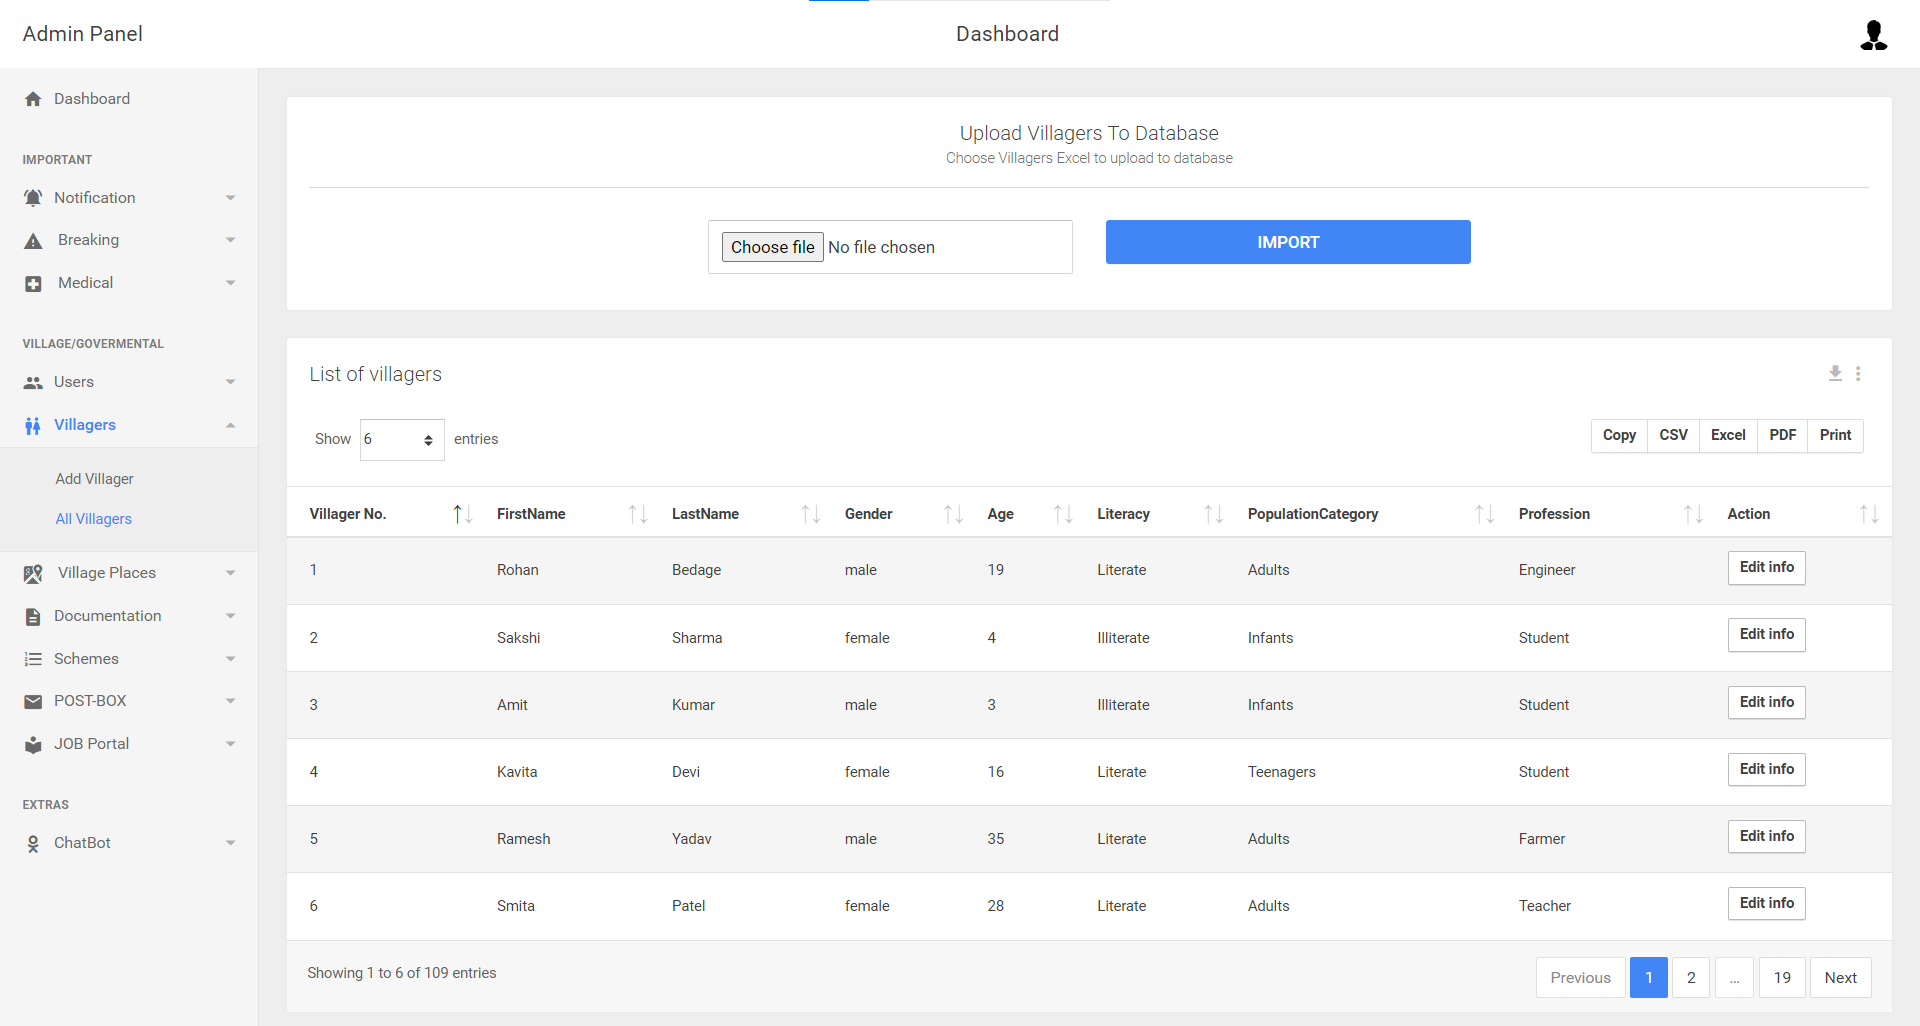 Admin Panel
Dashboard
Dashboard
IMPORTANT
Notification
Breaking
Medical
VILLAGE/GOVERMENTAL
Users
Villagers
Add Villager
All Villagers
Village Places
Documentation
Schemes
POST-BOX
JOB Portal
EXTRAS
ChatBot
Upload Villagers To Database
Choose Villagers Excel to upload to database
Choose file No file chosen
IMPORT
List of villagers
Show 6 entries
Copy CSV Excel PDF Print
Villager No. FirstName LastName Gender Age Literacy PopulationCategory Profession Action
1 Rohan Bedage male 19 Literate Adults Engineer Edit info
2 Sakshi Sharma female 4 Illiterate Infants Student Edit info
3 Amit Kumar male 3 Illiterate Infants Student Edit info
4 Kavita Devi female 16 Literate Teenagers Student Edit info
5 Ramesh Yadav male 35 Literate Adults Farmer Edit info
6 Smita Patel female 28 Literate Adults Teacher Edit info
Showing 1 to 6 of 109 entries
Previous 1 2 … 19 Next